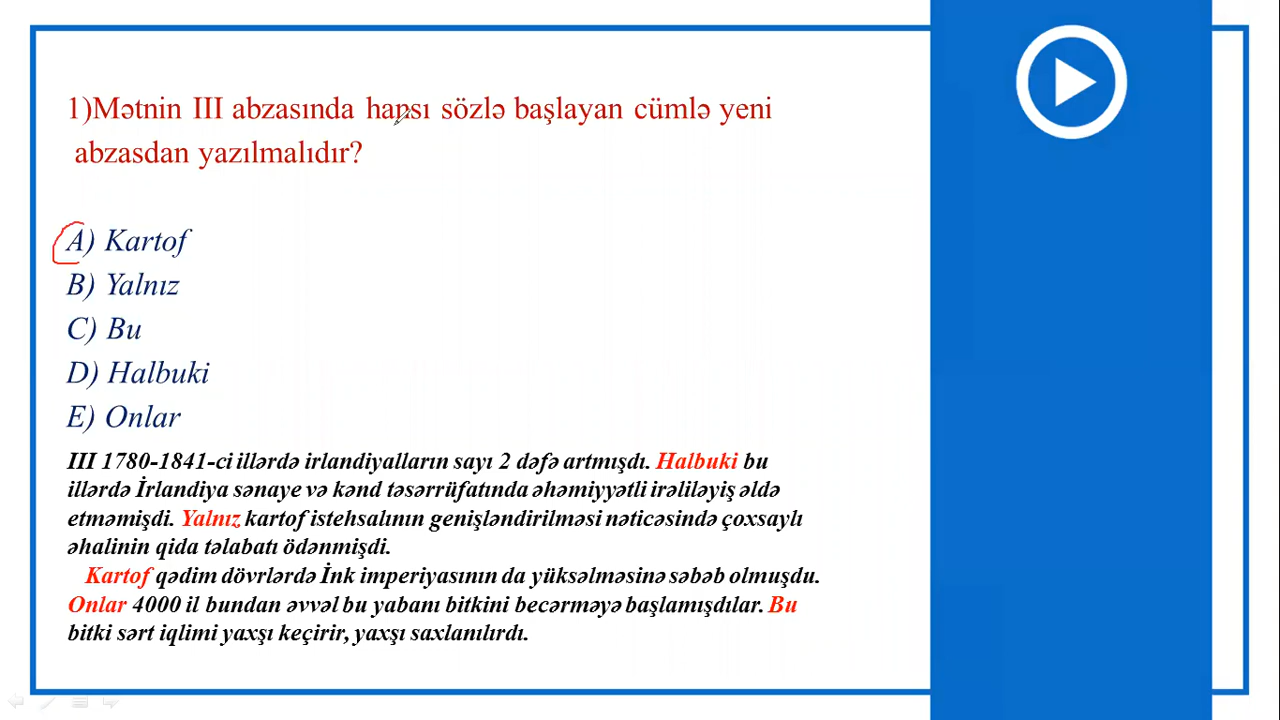 1)Mətnin III abzasında hansı sözlə başlayan cümlə yeni
abzasdan yazılmalıdır?
A) Kartof
B) Yalnız
C) Bu
D) Halbuki
E) Onlar
III 1780-1841-ci illərdə irlandiyalların sayı 2 dəfə artmışdı. Halbuki bu
illərdə İrlandiya sənaye və kənd təsərrüfatında əhəmiyyətli irəliləyiş əldə
etməmişdi. Yalnız kartof istehsalının genişləndirilməsi nəticəsində çoxsaylı
əhalinin qida təlabatı ödənmişdi.
Kartof qədim dövrlərdə İnk imperiyasının da yüksəlməsinə səbəb olmuşdu.
Onlar 4000 il bundan əvvəl bu yabanı bitkini becərməyə başlamışdılar. Bu
bitki sərt iqlimi yaxşı keçirir, yaxşı saxlanılırdı.